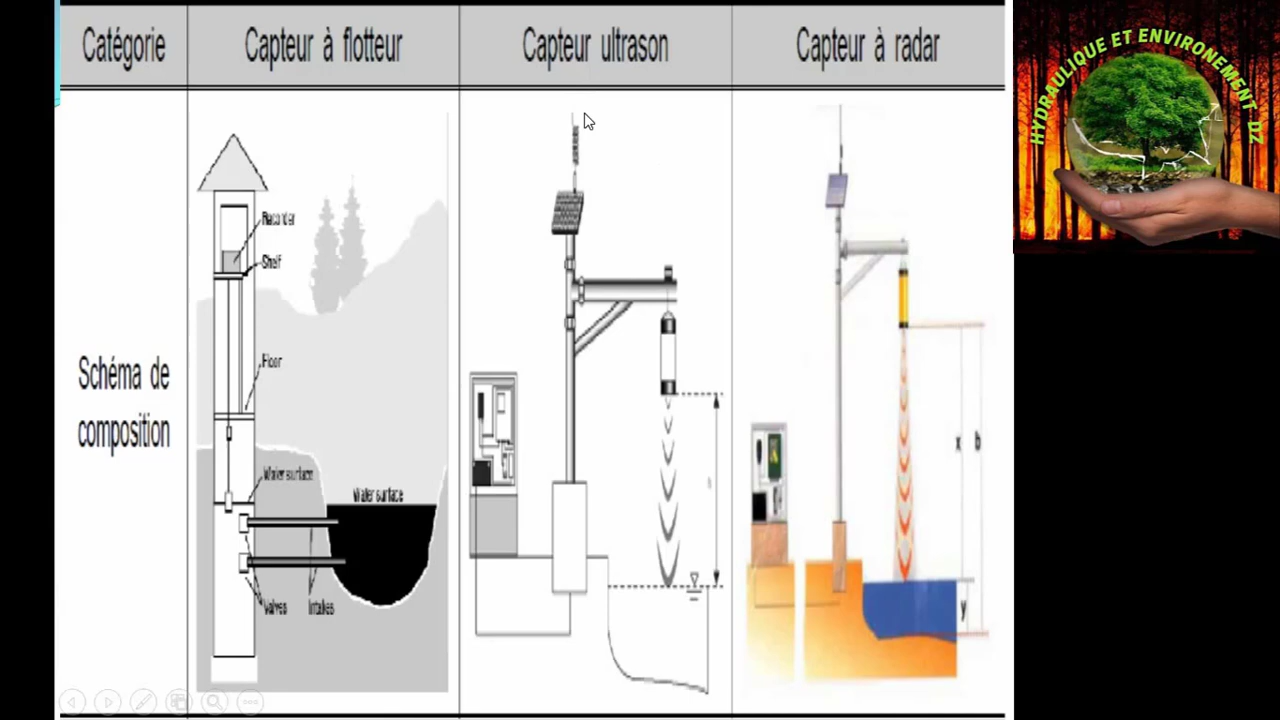 Catégorie
Capteur à flotteur
Capteur ultrason
Capteur à radar
Schéma de
composition
Recorder
Shelf
Floor
Water surface
Water surface
Valves
Intakes
x
b
y
HYDRAULIQUE ET ENVIRONEMENT DZ